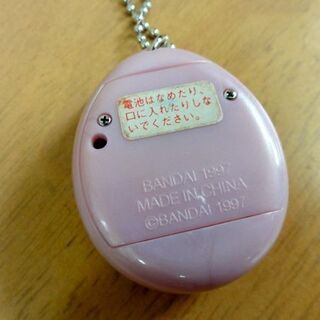 電池はなめたり、
口に入れたりしな
いでください。
BANDAI 1997
MADE IN CHINA
©BANDAI 1997